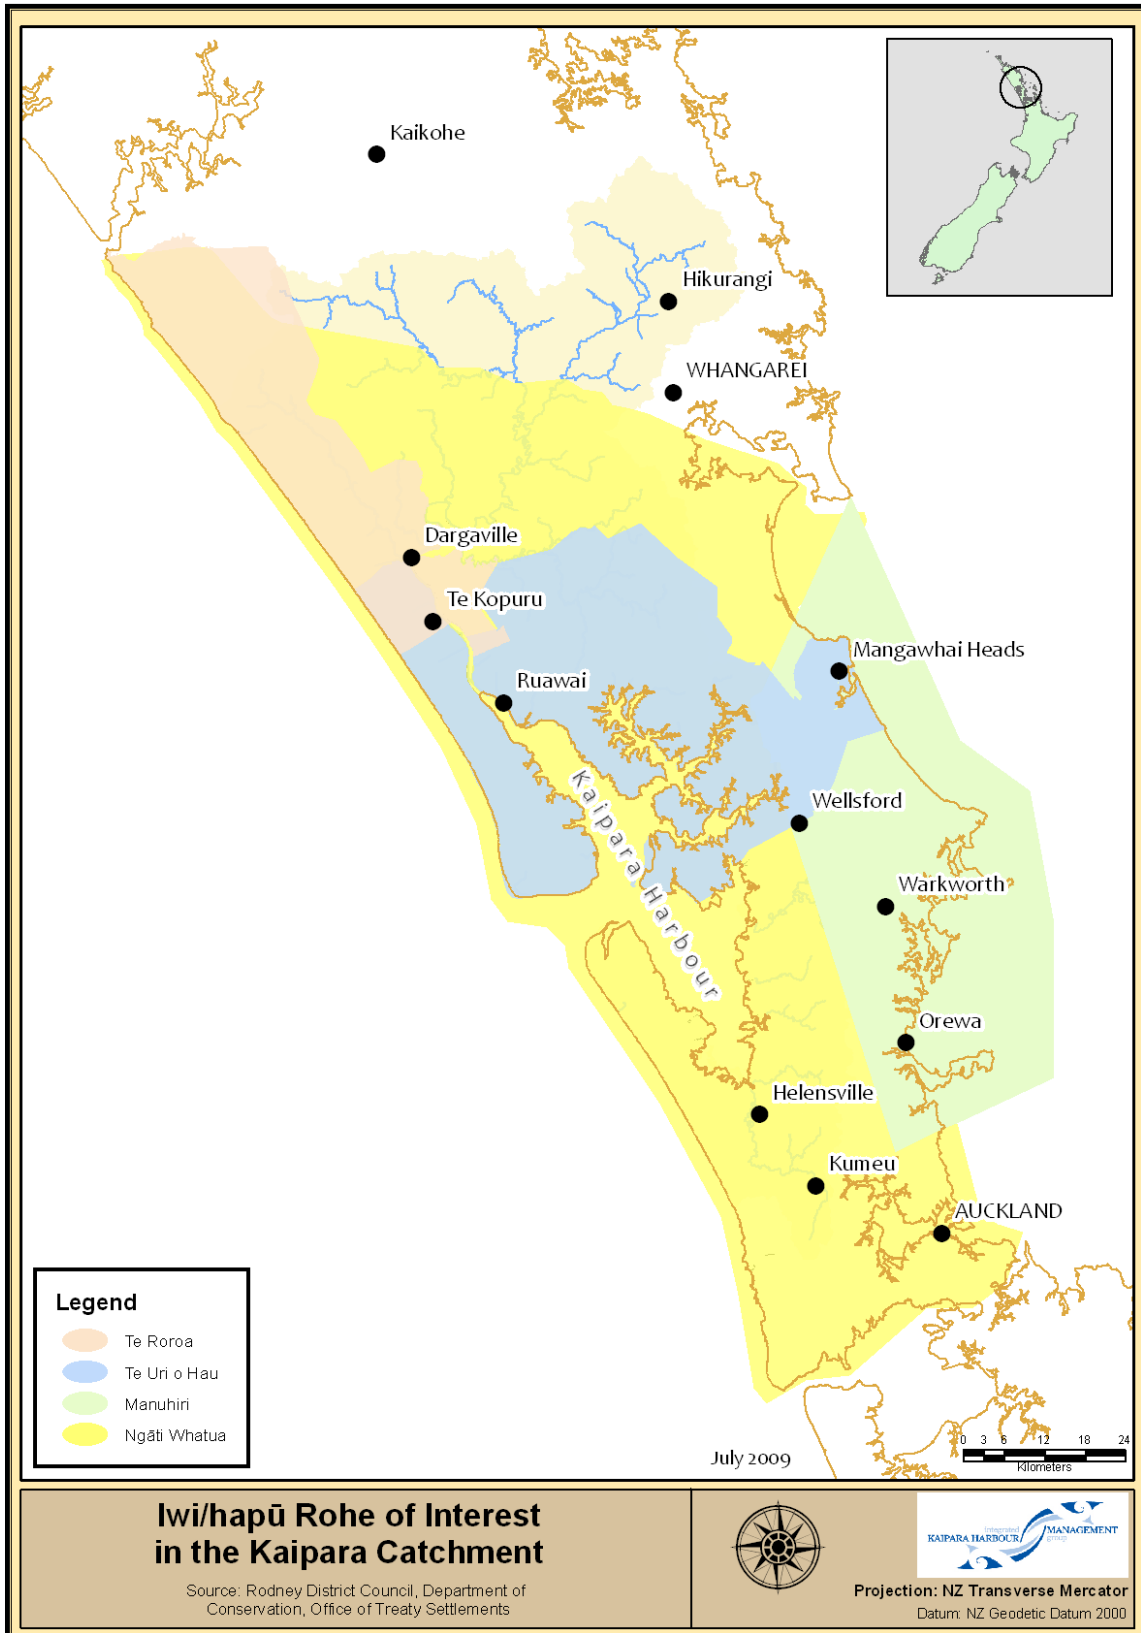 Kaikohe
Hikurangi
WHANGAREI
Dargaville
Te Kopuru
Mangawhai Heads
Ruawai
Kaipara Harbour
Wellsford
Warkworth
Orewa
Helensville
Kumeu
AUCKLAND
Legend
Te Roroa
Te Uri o Hau
Manuhiri
Ngāti Whatua
July 2009
0 3 6 12 18 24
Kilometers
Iwi/hapū Rohe of Interest
in the Kaipara Catchment
Source: Rodney District Council, Department of
Conservation, Office of Treaty Settlements
Integrated
KAIPARA HARBOUR MANAGEMENT
group
Projection: NZ Transverse Mercator
Datum: NZ Geodetic Datum 2000